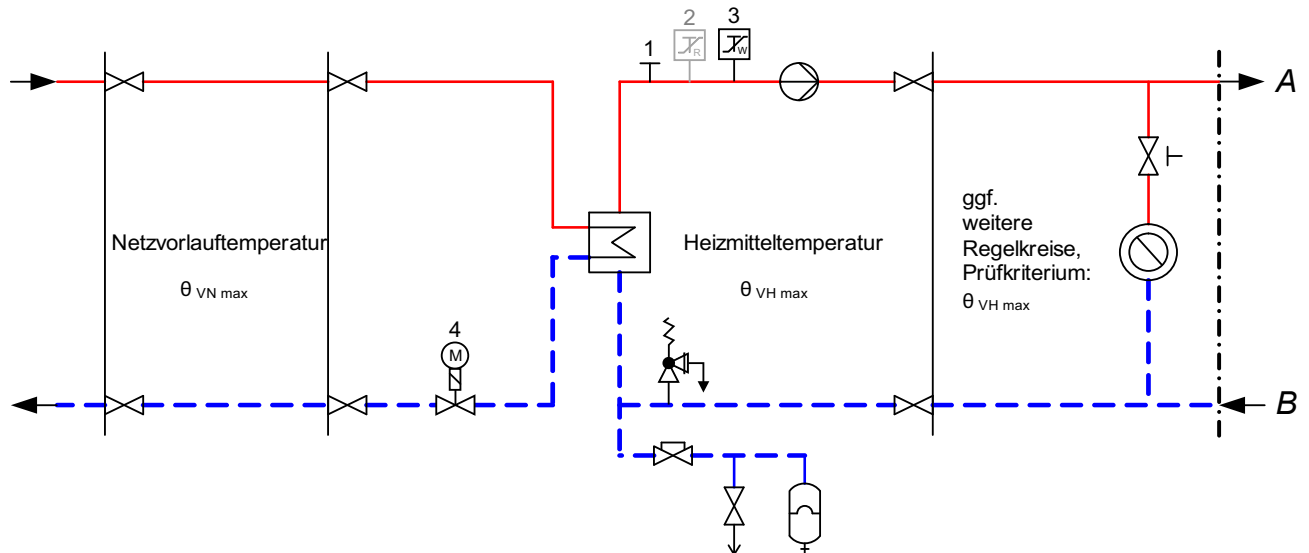 1
2
3
R
W
A
Netzvorlauftemperatur
θ VN max
Heizmitteltemperatur
θ VH max
ggf.
weitere
Regelkreise,
Prüfkriterium:
θ VH max
4
M
B